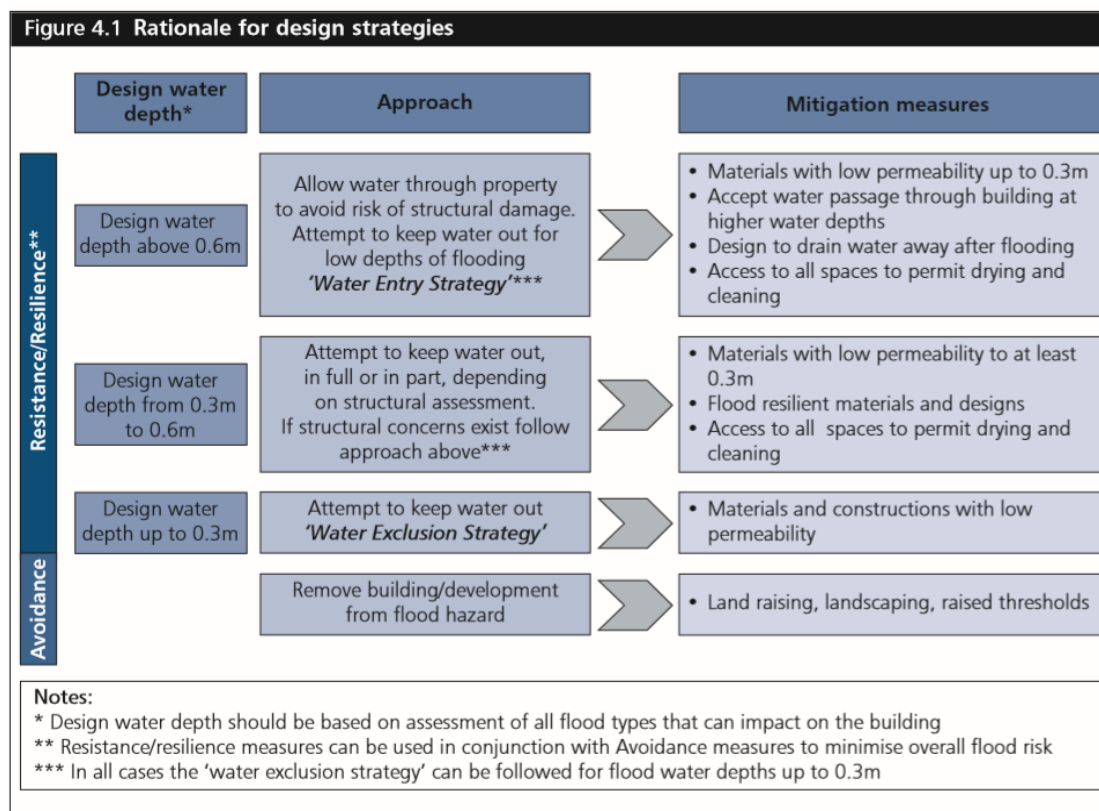 Figure 4.1 Rationale for design strategies
Design water
depth*
Approach
Mitigation measures
Resistance/Resilience**
Design water
depth above 0.6m
Allow water through property
to avoid risk of structural damage.
Attempt to keep water out for
low depths of flooding
'Water Entry Strategy'***
• Materials with low permeability up to 0.3m
• Accept water passage through building at
higher water depths
• Design to drain water away after flooding
• Access to all spaces to permit drying and
cleaning
Design water
depth from 0.3m
to 0.6m
Attempt to keep water out,
in full or in part, depending
on structural assessment.
If structural concerns exist follow
approach above***
• Materials with low permeability to at least
0.3m
• Flood resilient materials and designs
• Access to all spaces to permit drying and
cleaning
Design water
depth up to 0.3m
Attempt to keep water out
'Water Exclusion Strategy'
• Materials and constructions with low
permeability
Avoidance
Remove building/development
from flood hazard
• Land raising, landscaping, raised thresholds
Notes:
* Design water depth should be based on assessment of all flood types that can impact on the building
** Resistance/resilience measures can be used in conjunction with Avoidance measures to minimise overall flood risk
*** In all cases the 'water exclusion strategy' can be followed for flood water depths up to 0.3m